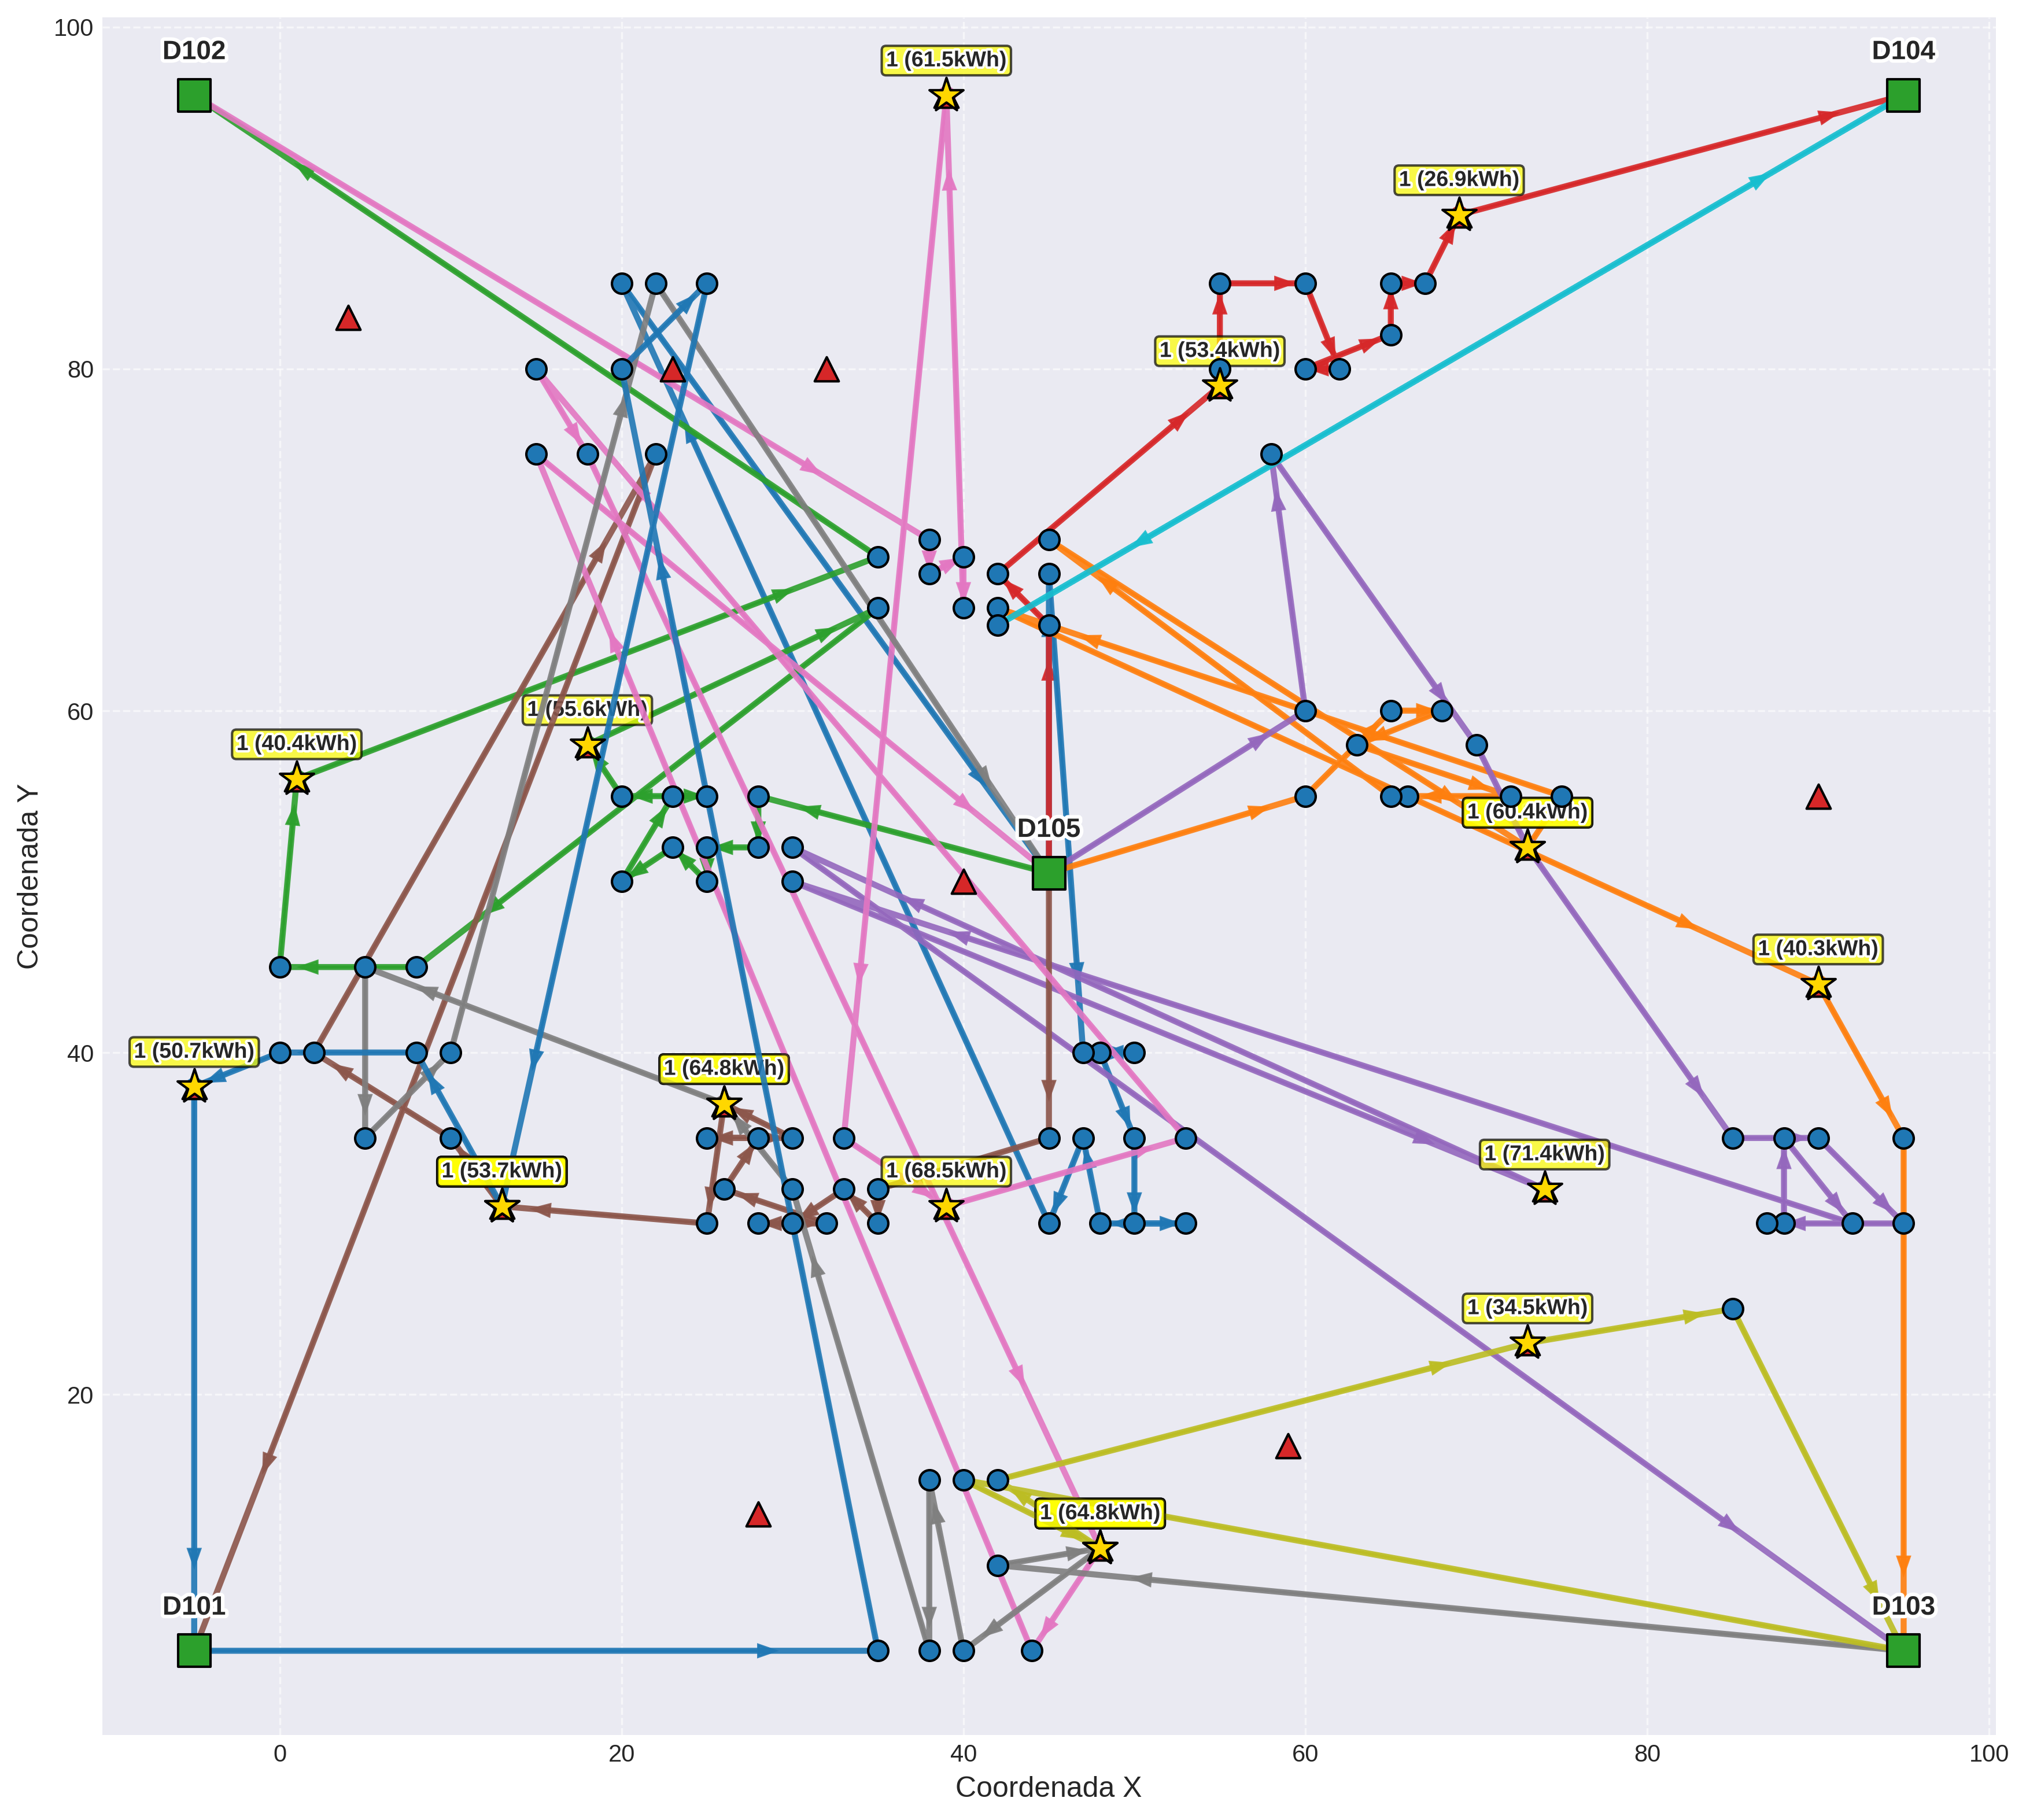 D102
D104
1 (61.5kWh)
1 (26.9kWh)
1 (53.4kWh)
1 (55.6kWh)
1 (40.4kWh)
D105
1 (60.4kWh)
1 (40.3kWh)
1 (50.7kWh)
1 (64.8kWh)
1 (53.7kWh)
1 (68.5kWh)
1 (71.4kWh)
1 (34.5kWh)
1 (64.8kWh)
D101
D103
100
80
60
40
20
0
20
40
60
80
100
Coordenada X
Coordenada Y